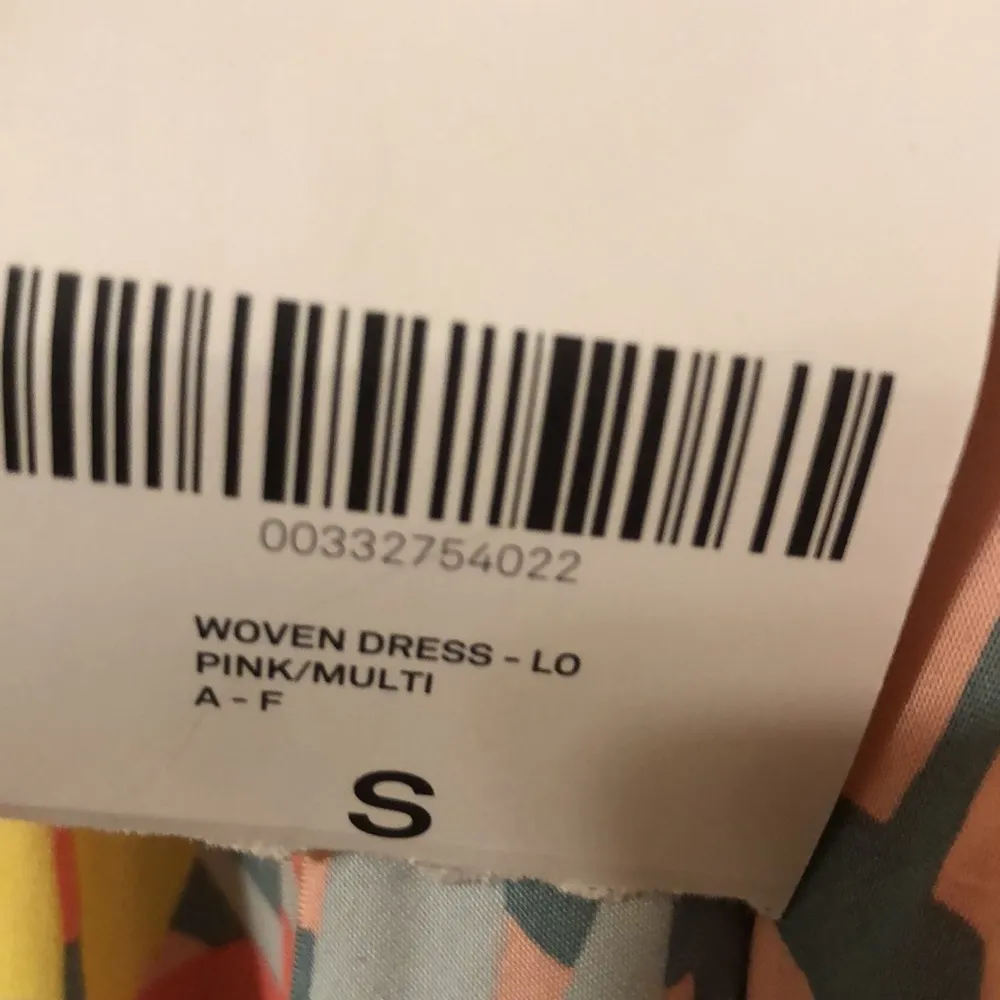 00332754022
WOVEN DRESS - LO
PINK/MULTI
A - F
S